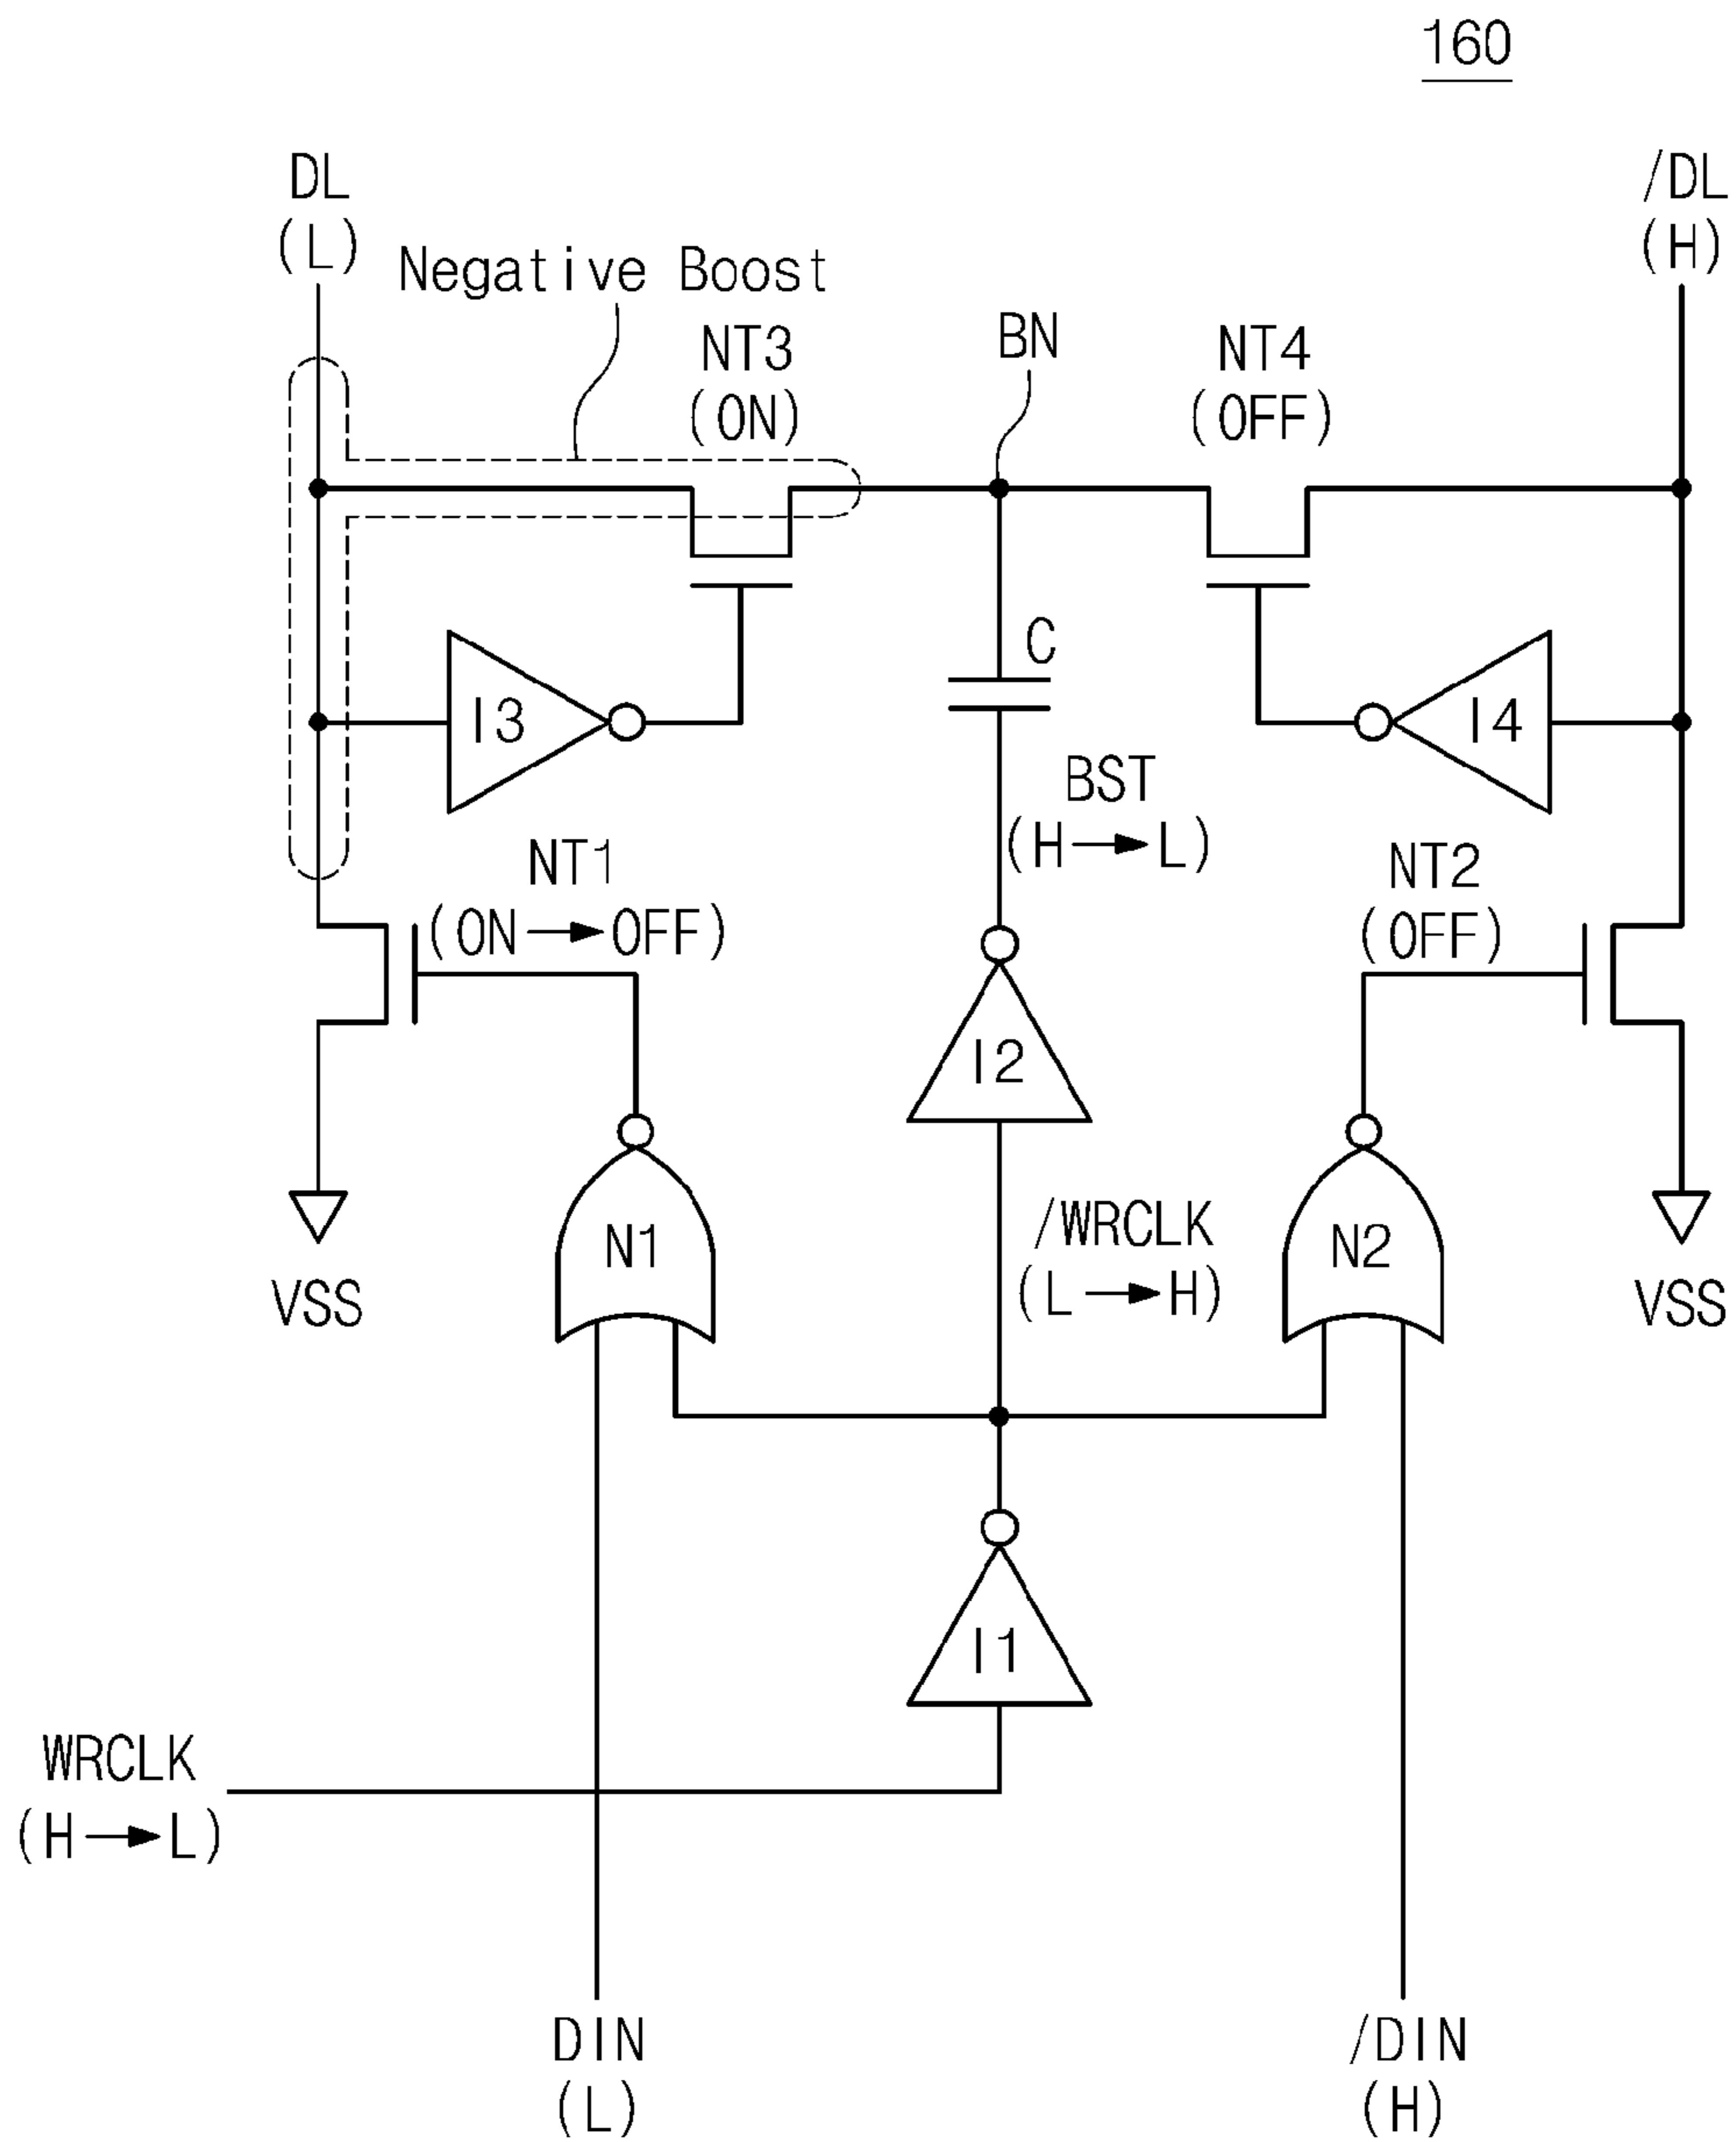 160
DL
(L)
/DL
(H)
Negative Boost
NT3
(ON)
BN
NT4
(OFF)
C
I3
I4
BST
(H→L)
NT1
(ON→OFF)
NT2
(OFF)
I2
N1
/WRCLK
(L→H)
N2
VSS
VSS
I1
WRCLK
(H→L)
DIN
(L)
/DIN
(H)